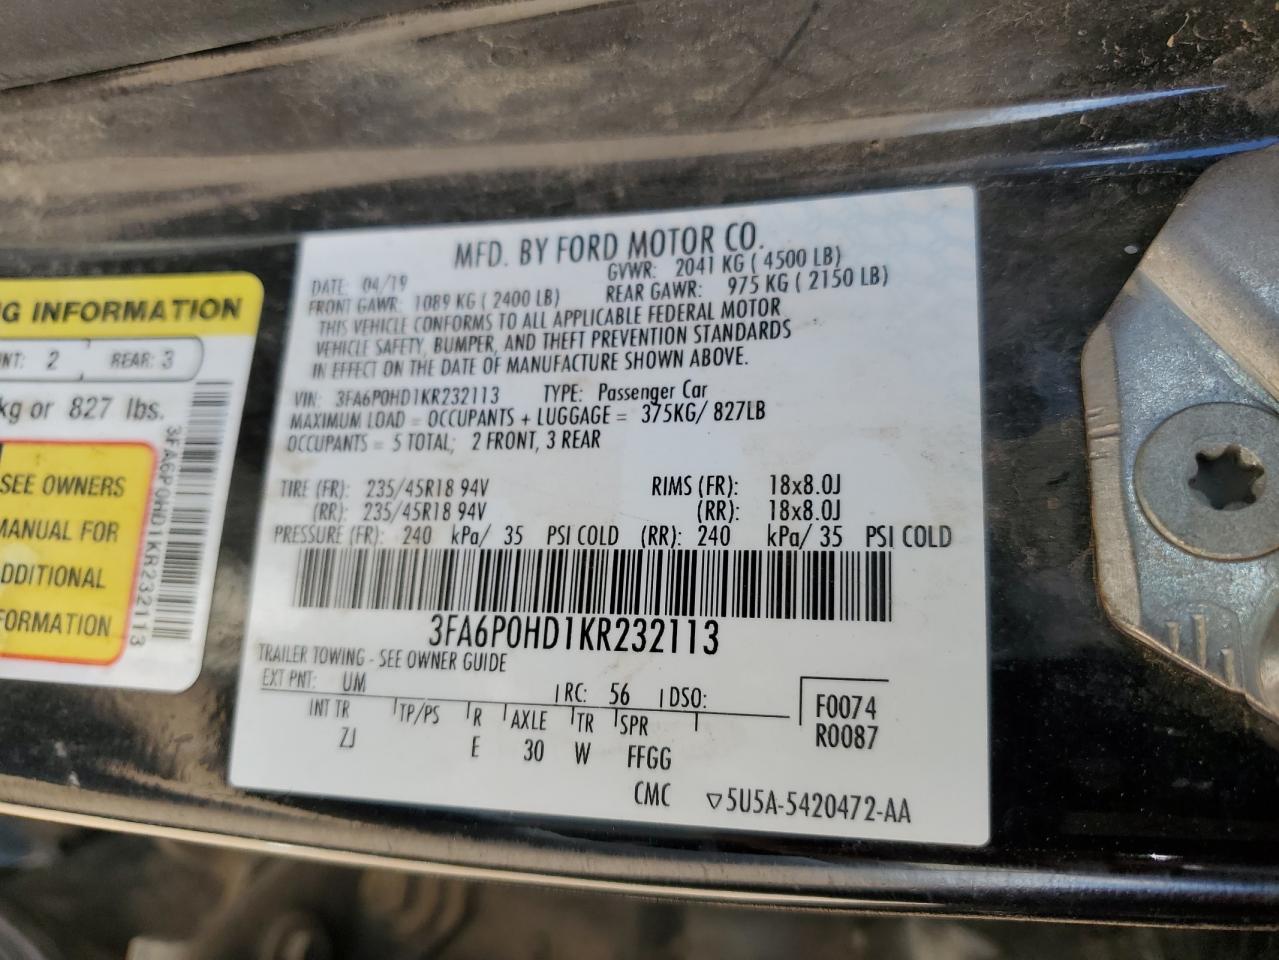 MFD. BY FORD MOTOR CO.
DATE: 04/19 GVWR: 2041 KG ( 4500 LB)
FRONT GAWR: 1089 KG ( 2400 LB) REAR GAWR: 975 KG ( 2150 LB)
THIS VEHICLE CONFORMS TO ALL APPLICABLE FEDERAL MOTOR
VEHICLE SAFETY, BUMPER, AND THEFT PREVENTION STANDARDS
IN EFFECT ON THE DATE OF MANUFACTURE SHOWN ABOVE.
VIN: 3FA6P0HD1KR232113 TYPE: Passenger Car
MAXIMUM LOAD = OCCUPANTS + LUGGAGE = 375KG/ 827LB
OCCUPANTS = 5 TOTAL; 2 FRONT, 3 REAR
TIRE (FR): 235/45R18 94V RIMS (FR): 18x8.0J
(RR): 235/45R18 94V (RR): 18x8.0J
PRESSURE (FR): 240 kPa/ 35 PSI COLD (RR): 240 kPa/ 35 PSI COLD
3FA6P0HD1KR232113
TRAILER TOWING - SEE OWNER GUIDE
EXT PNT: UM RC: 56 DSO:
INT TR TP/PS R AXLE TR SPR
ZJ E 30 W FFGG
F0074
R0087
CMC ▽5U5A-5420472-AA
G INFORMATION
NT: 2 REAR: 3
kg or 827 lbs.
SEE OWNERS
MANUAL FOR
DDITIONAL
FORMATION
3FA6P0HD1KR232113